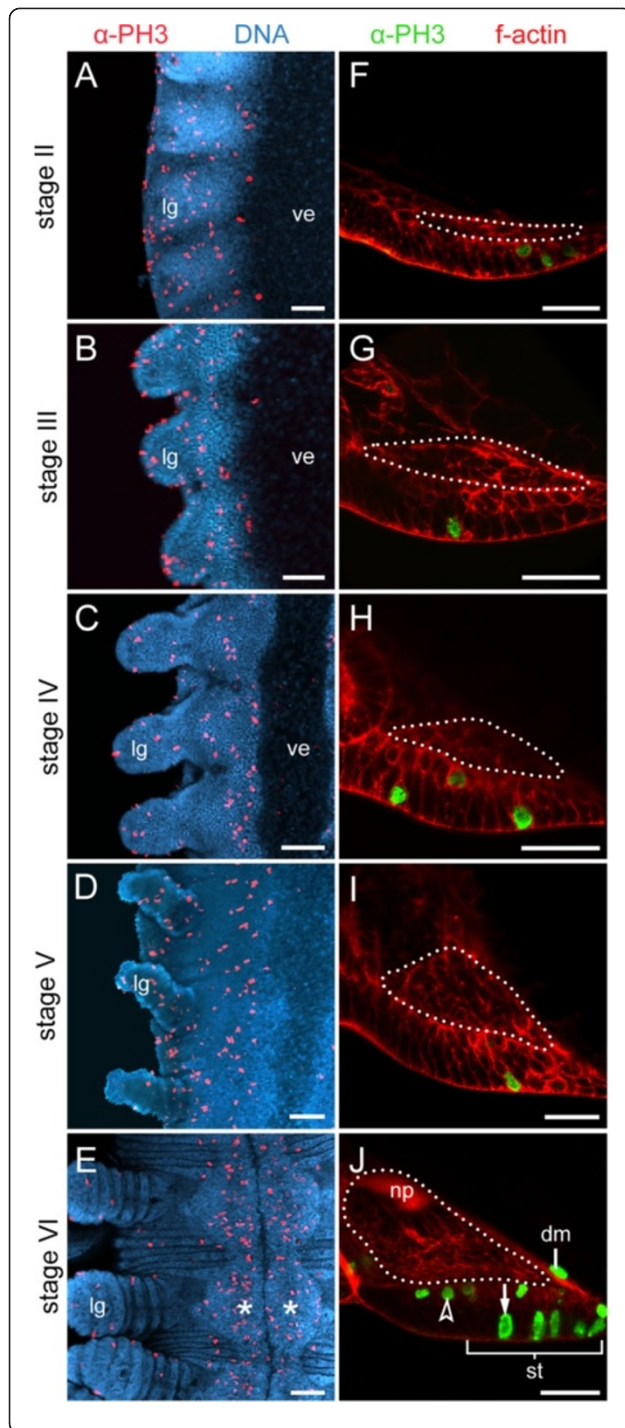 α-PH3 DNA α-PH3 f-actin
stage II
A
lg
ve
F
stage III
B
lg
ve
G
stage IV
C
lg
ve
H
stage V
D
lg
I
stage VI
E
lg
* *
J
np
dm
st